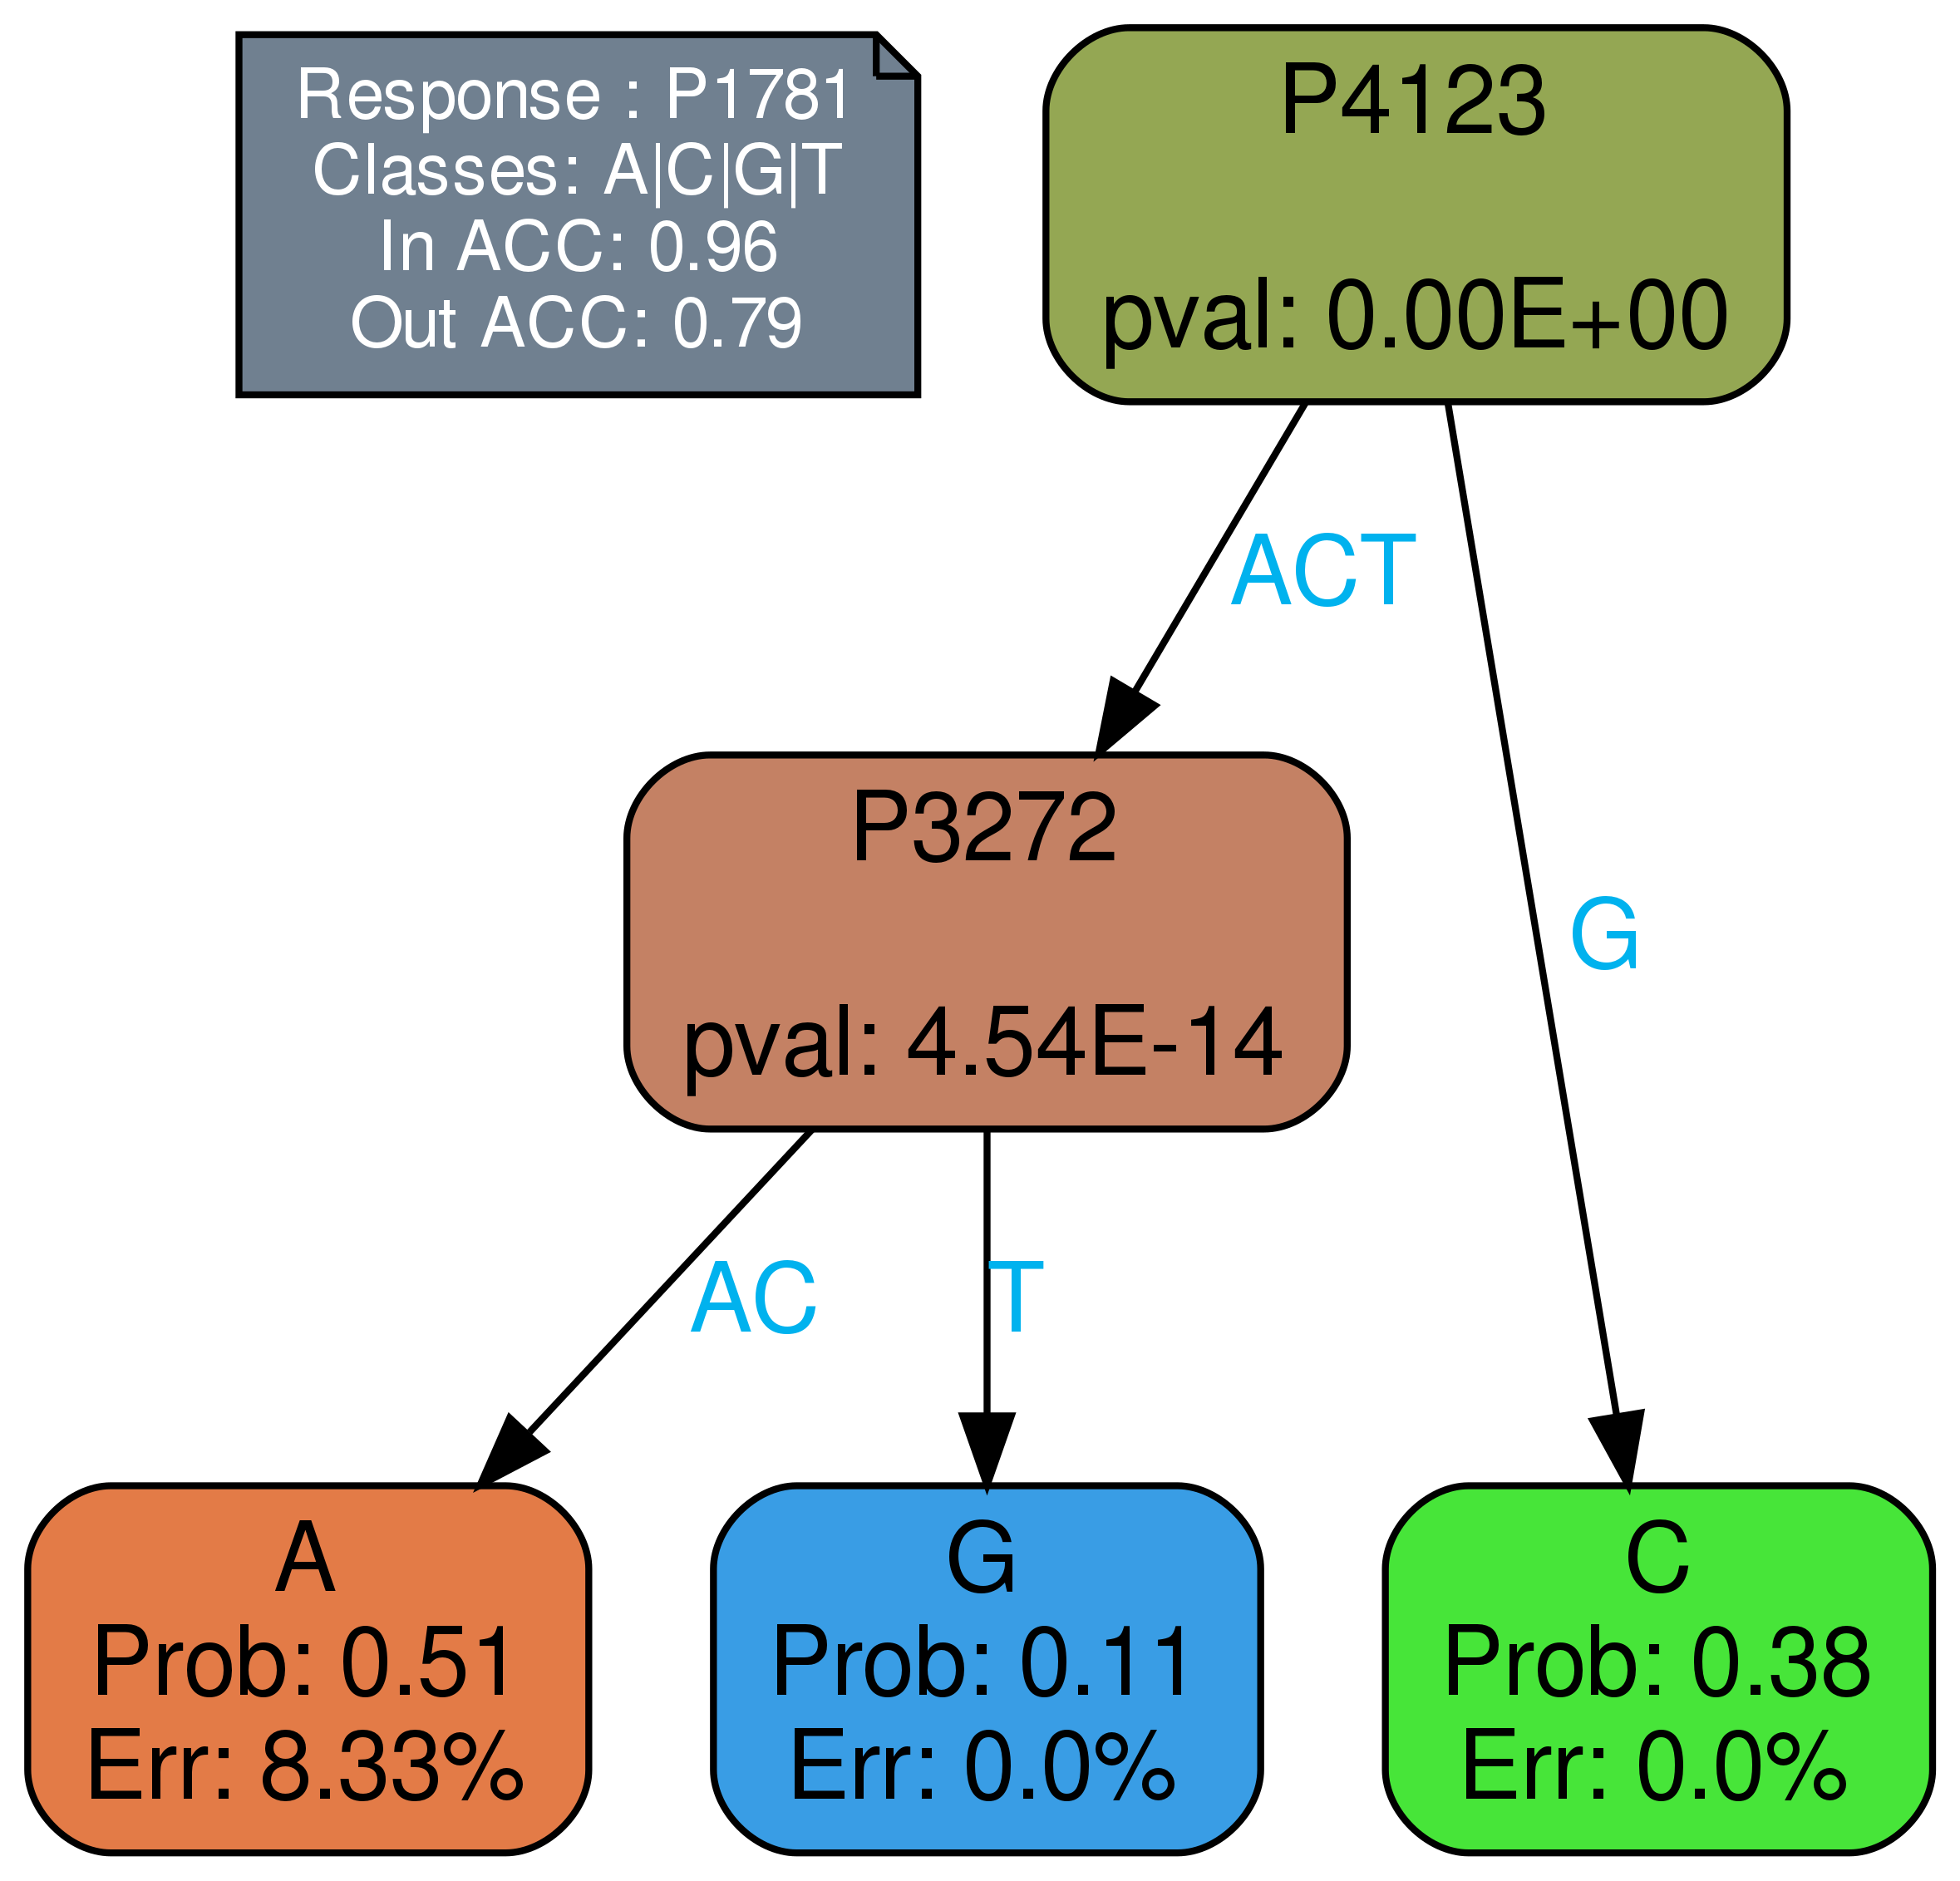 Response : P1781
Classes: A|C|G|T
In ACC: 0.96
Out ACC: 0.79
P4123
pval: 0.00E+00
ACT
G
P3272
pval: 4.54E-14
AC
T
A
Prob: 0.51
Err: 8.33%
G
Prob: 0.11
Err: 0.0%
C
Prob: 0.38
Err: 0.0%